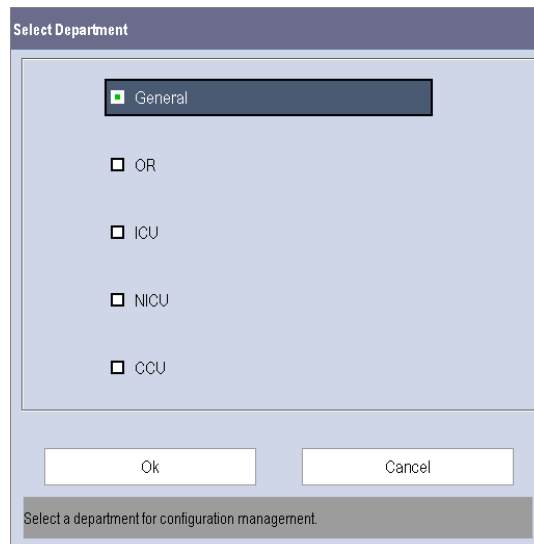 Select Department
General
OR
ICU
NICU
CCU
Ok Cancel
Select a department for configuration management.